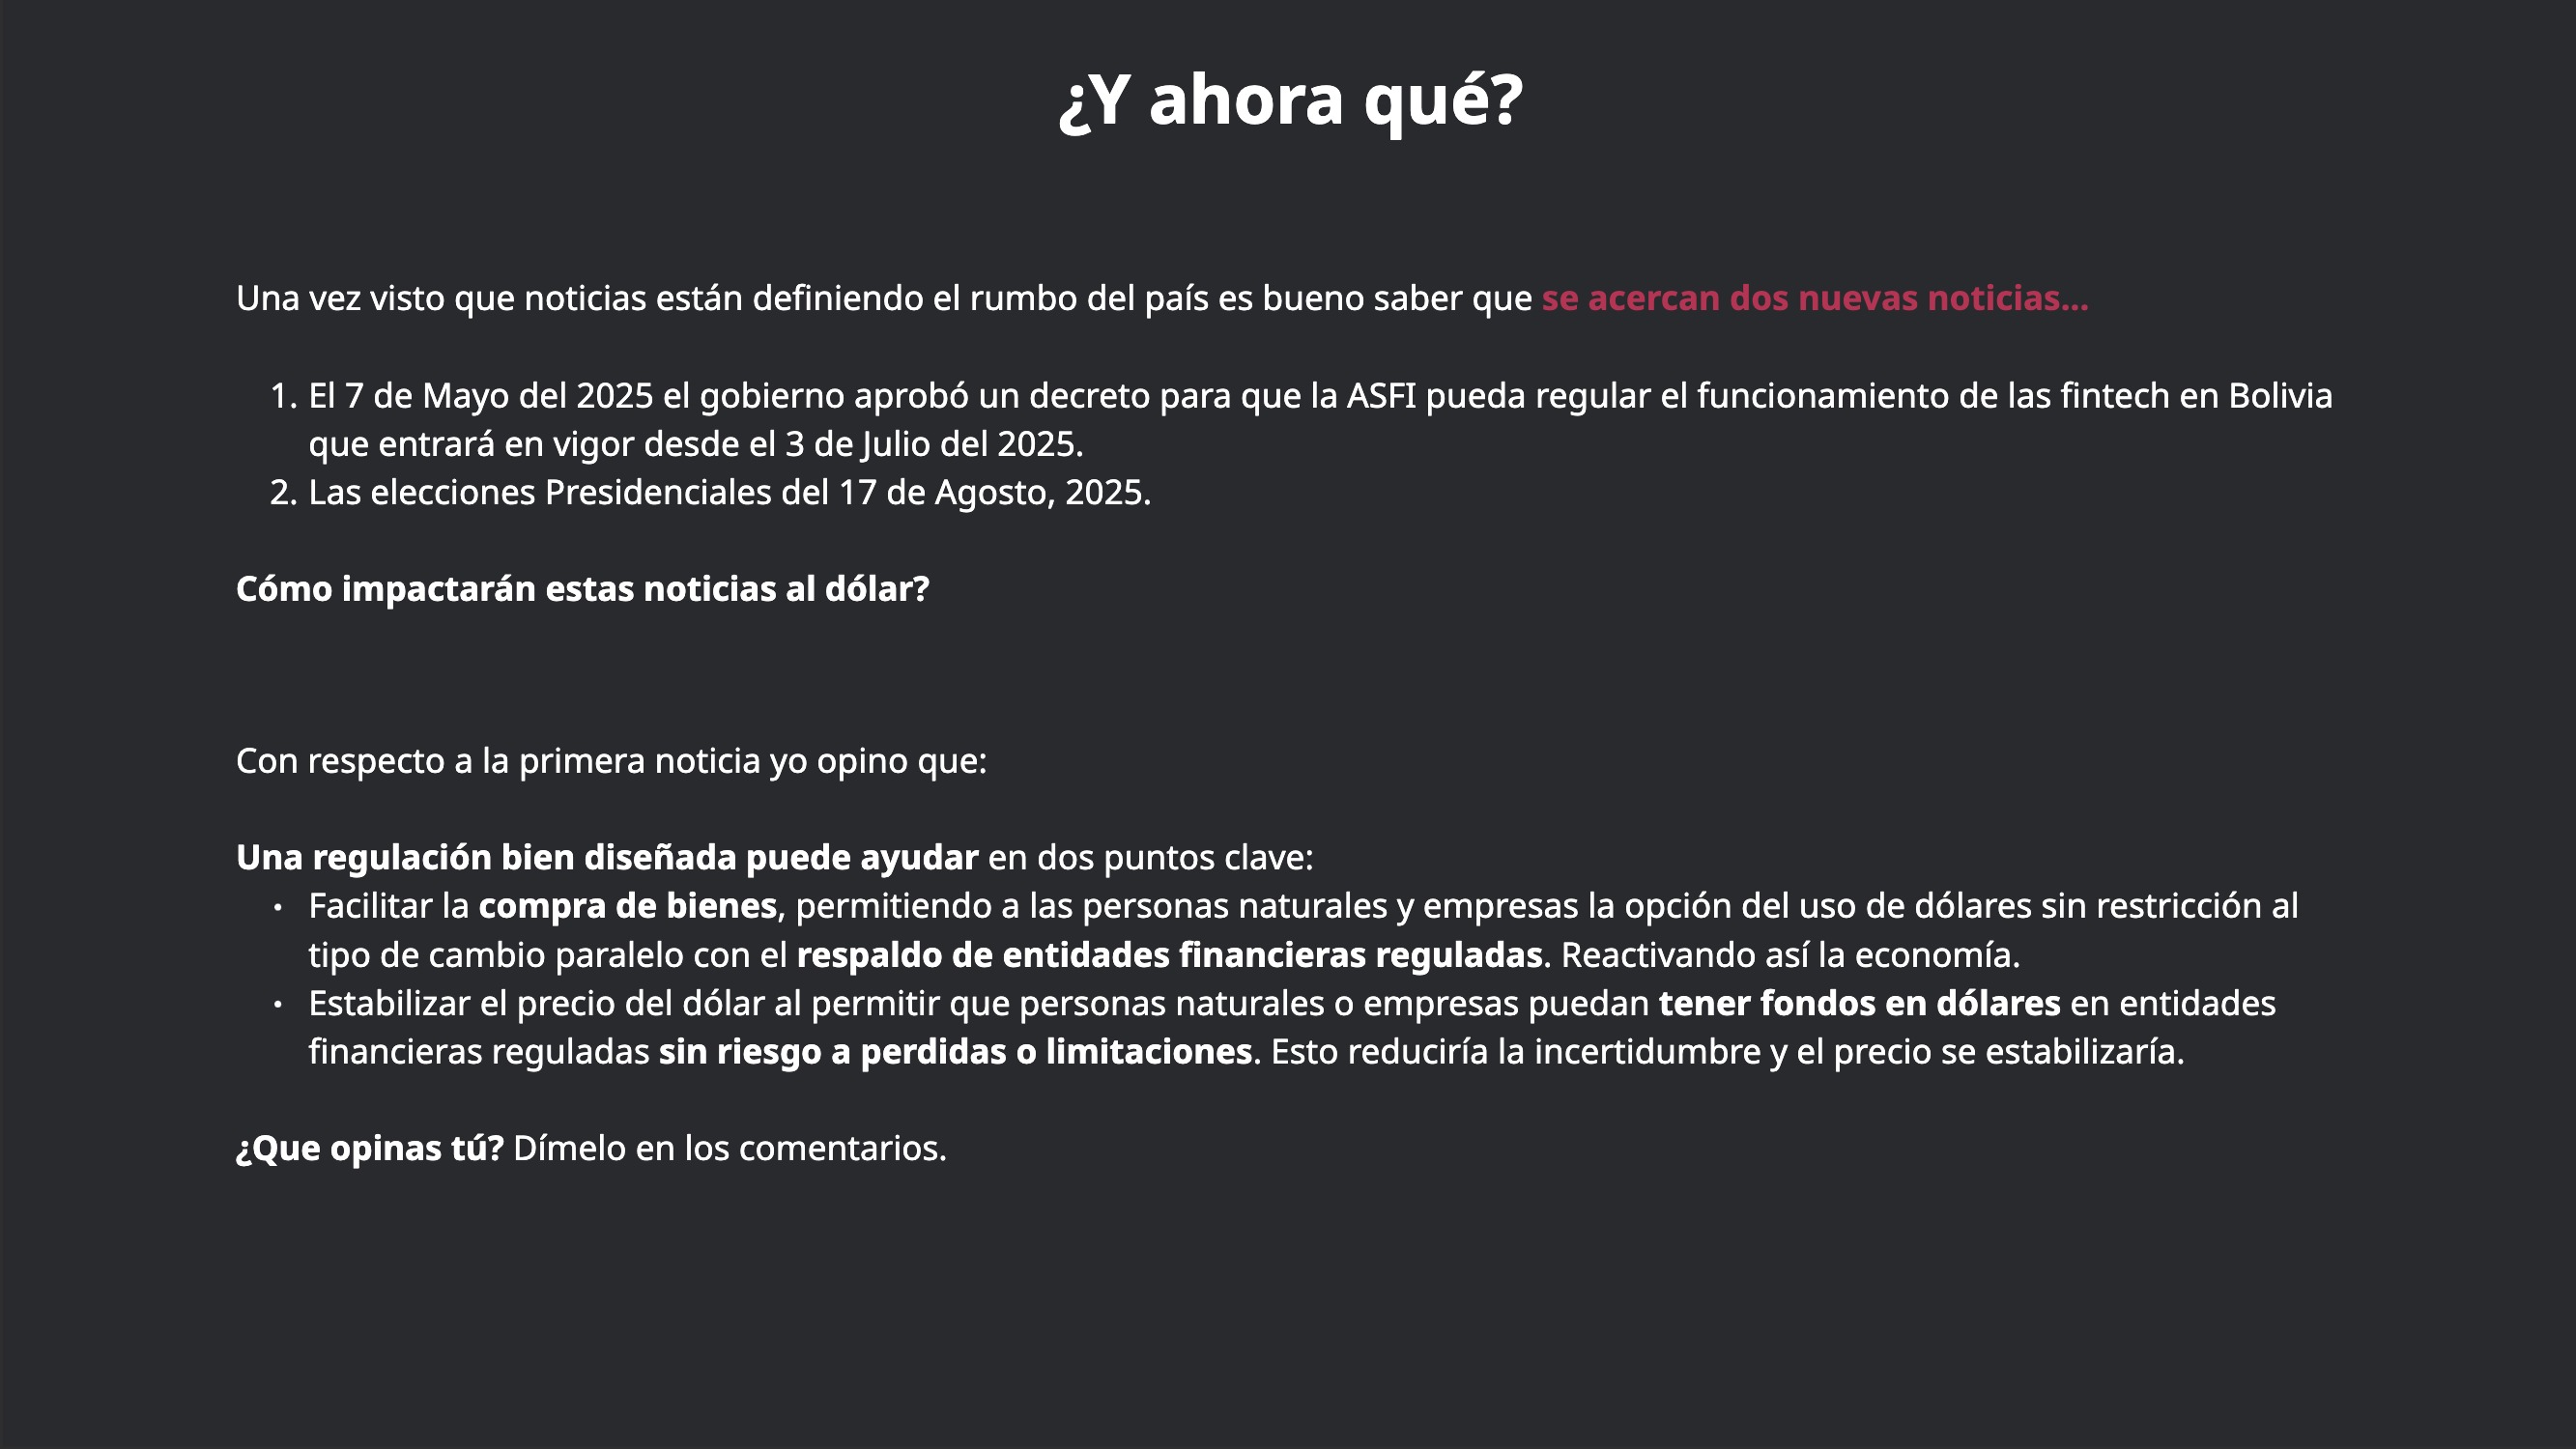 ¿Y ahora qué?
Una vez visto que noticias están definiendo el rumbo del país es bueno saber que se acercan dos nuevas noticias...
1. El 7 de Mayo del 2025 el gobierno aprobó un decreto para que la ASFI pueda regular el funcionamiento de las fintech en Bolivia
que entrará en vigor desde el 3 de Julio del 2025.
2. Las elecciones Presidenciales del 17 de Agosto, 2025.
Cómo impactarán estas noticias al dólar?
Con respecto a la primera noticia yo opino que:
Una regulación bien diseñada puede ayudar en dos puntos clave:
• Facilitar la compra de bienes, permitiendo a las personas naturales y empresas la opción del uso de dólares sin restricción al
tipo de cambio paralelo con el respaldo de entidades financieras reguladas. Reactivando así la economía.
• Estabilizar el precio del dólar al permitir que personas naturales o empresas puedan tener fondos en dólares en entidades
financieras reguladas sin riesgo a perdidas o limitaciones. Esto reduciría la incertidumbre y el precio se estabilizaría.
¿Que opinas tú? Dímelo en los comentarios.